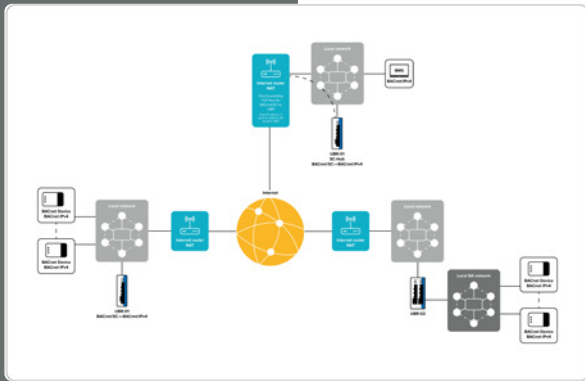 Local network
Internet router
NAT
Port forwarding
BMS
BACnet/IPv4
UBR-01
SC Hub
BACnet/SC—BACnet/IPv4
Internet
BACnet Device
BACnet IPv4
BACnet Device
BACnet IPv4
Local network
Internet router
NAT
UBR-01
BACnet/SC—BACnet/IPv4
Internet router
NAT
Local network
UBR-02
Local BA network
BACnet Device
BACnet IPv4
BACnet Device
BACnet IPv4